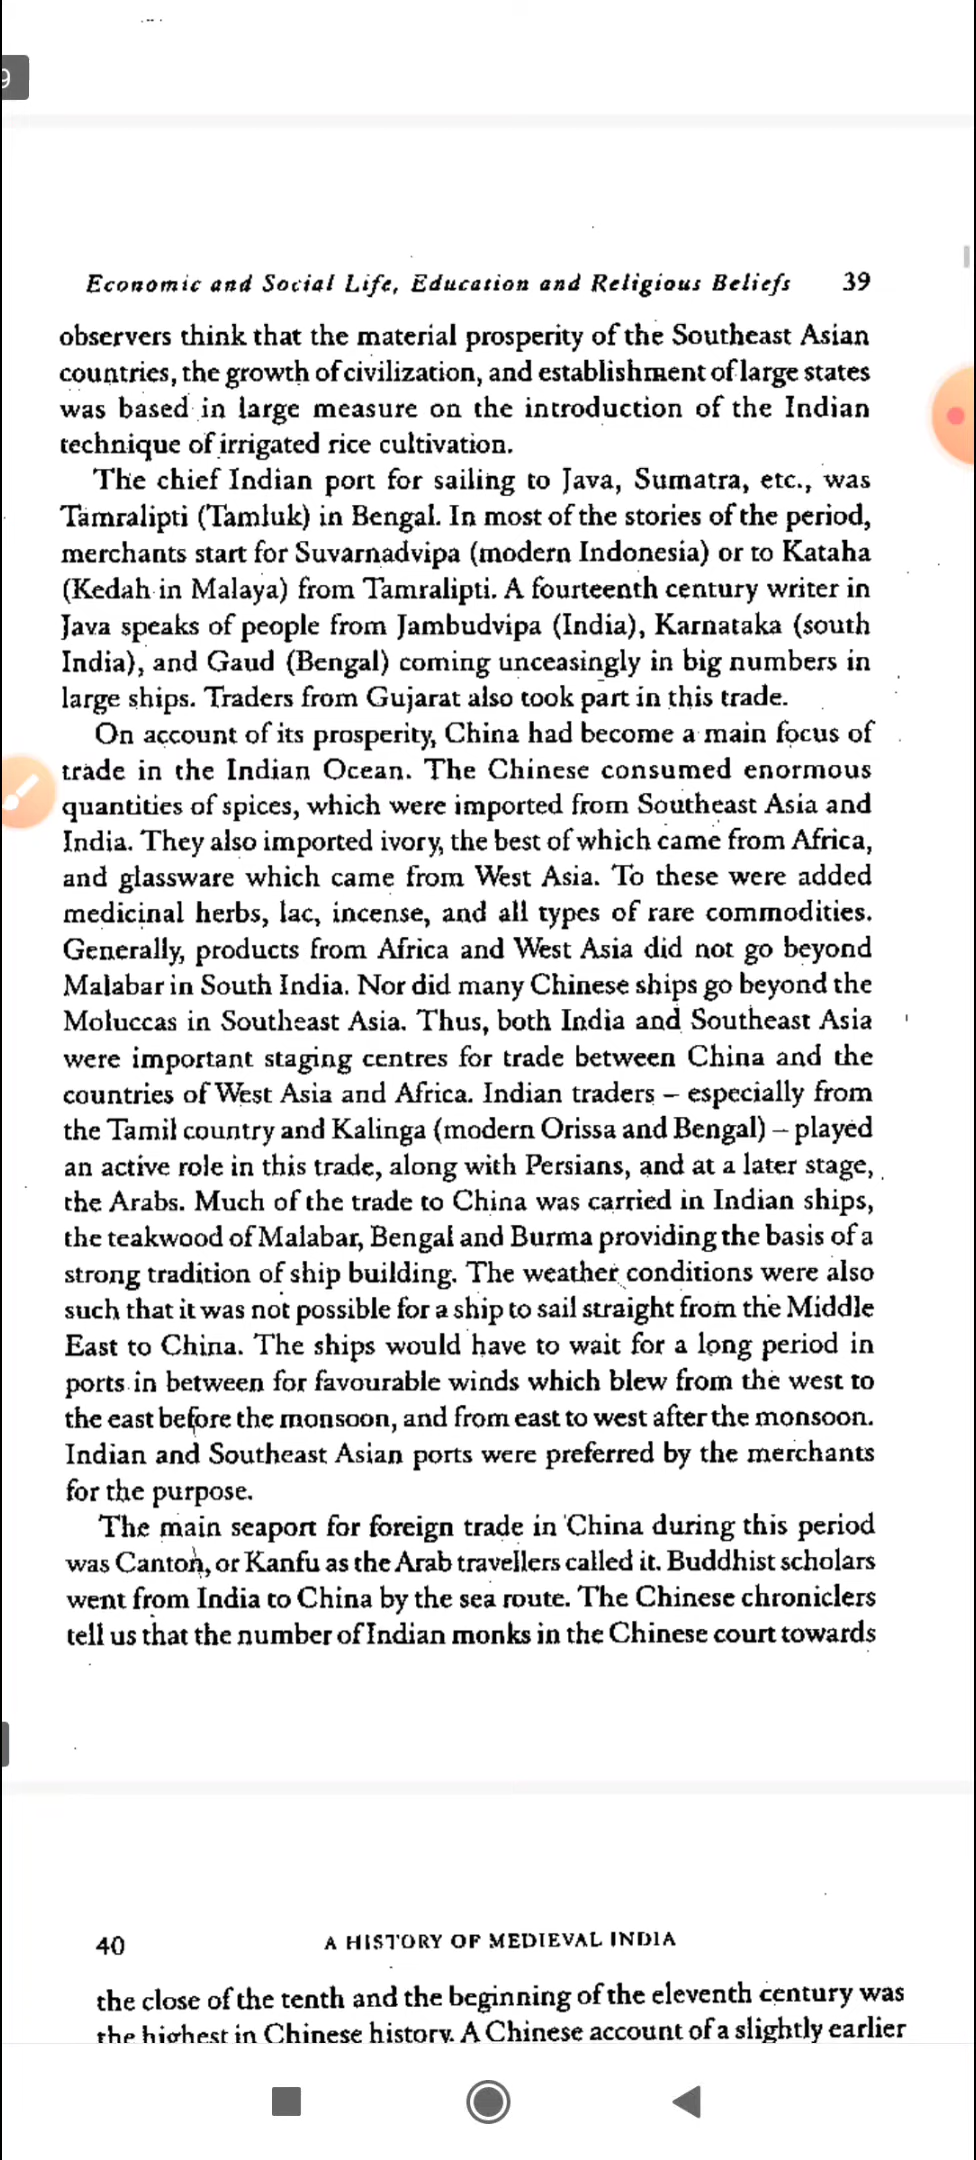 9
Economic and Social Life, Education and Religious Beliefs 39
observers think that the material prosperity of the Southeast Asian
countries, the growth of civilization, and establishment of large states
was based in large measure on the introduction of the Indian
technique of irrigated rice cultivation.
The chief Indian port for sailing to Java, Sumatra, etc., was
Tamralipti (Tamluk) in Bengal. In most of the stories of the period,
merchants start for Suvarnadvipa (modern Indonesia) or to Kataha
(Kedah in Malaya) from Tamralipti. A fourteenth century writer in
Java speaks of people from Jambudvipa (India), Karnataka (south
India), and Gaud (Bengal) coming unceasingly in big numbers in
large ships. Traders from Gujarat also took part in this trade.
On account of its prosperity, China had become a main focus of
trade in the Indian Ocean. The Chinese consumed enormous
quantities of spices, which were imported from Southeast Asia and
India. They also imported ivory, the best of which came from Africa,
and glassware which came from West Asia. To these were added
medicinal herbs, lac, incense, and all types of rare commodities.
Generally, products from Africa and West Asia did not go beyond
Malabar in South India. Nor did many Chinese ships go beyond the
Moluccas in Southeast Asia. Thus, both India and Southeast Asia
were important staging centres for trade between China and the
countries of West Asia and Africa. Indian traders – especially from
the Tamil country and Kalinga (modern Orissa and Bengal) – played
an active role in this trade, along with Persians, and at a later stage,
the Arabs. Much of the trade to China was carried in Indian ships,
the teakwood of Malabar, Bengal and Burma providing the basis of a
strong tradition of ship building. The weather conditions were also
such that it was not possible for a ship to sail straight from the Middle
East to China. The ships would have to wait for a long period in
ports in between for favourable winds which blew from the west to
the east before the monsoon, and from east to west after the monsoon.
Indian and Southeast Asian ports were preferred by the merchants
for the purpose.
The main seaport for foreign trade in China during this period
was Canton, or Kanfu as the Arab travellers called it. Buddhist scholars
went from India to China by the sea route. The Chinese chroniclers
tell us that the number of Indian monks in the Chinese court towards
40 A HISTORY OF MEDIEVAL INDIA
the close of the tenth and the beginning of the eleventh century was
the highest in Chinese history. A Chinese account of a slightly earlier